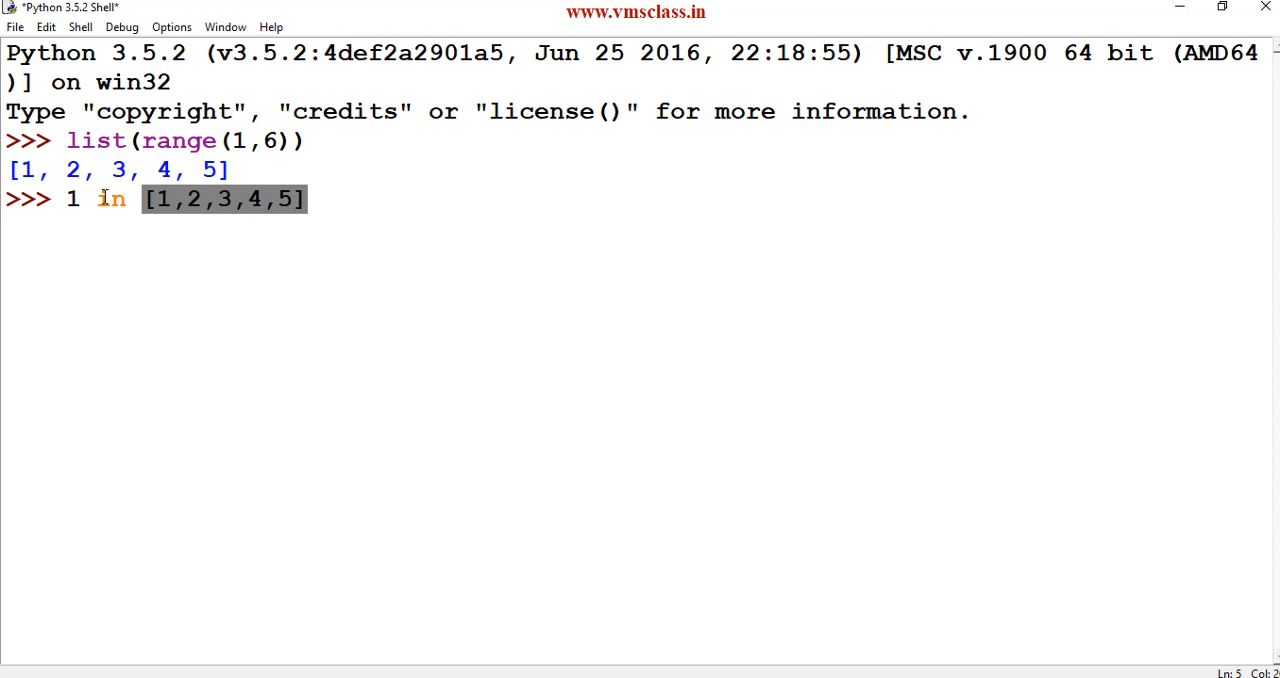 *Python 3.5.2 Shell*
www.vmsclass.in
File Edit Shell Debug Options Window Help
Python 3.5.2 (v3.5.2:4def2a2901a5, Jun 25 2016, 22:18:55) [MSC v.1900 64 bit (AMD64
)] on win32
Type "copyright", "credits" or "license()" for more information.
>>> list(range(1,6))
[1, 2, 3, 4, 5]
>>> 1 in [1,2,3,4,5]
Ln: 5 Col: 2